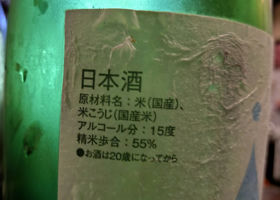 日本酒
原材料名：米（国産）、
米こうじ（国産米）
アルコール分：15度
精米歩合：55%
●お酒は20歳になってから